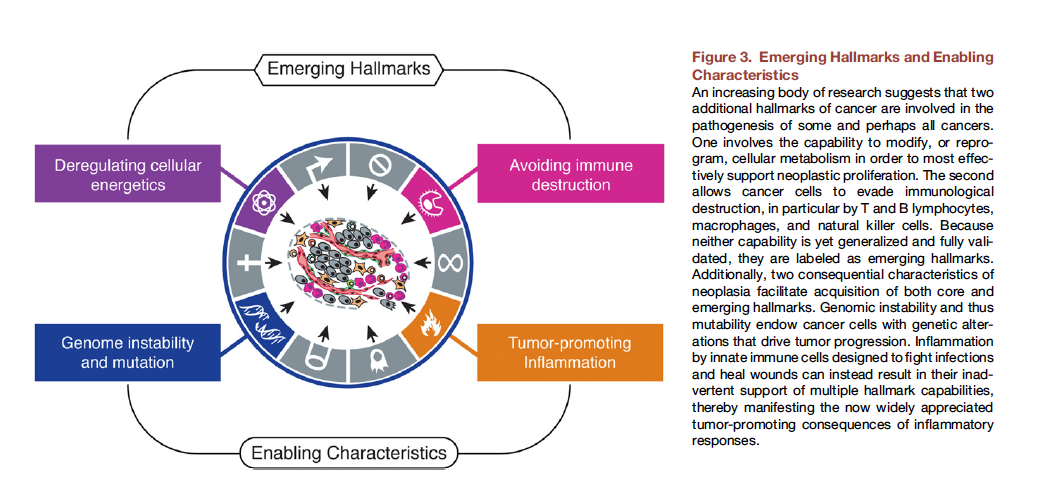 Emerging Hallmarks
Deregulating cellular
energetics
Avoiding immune
destruction
Genome instability
and mutation
Tumor-promoting
Inflammation
Enabling Characteristics
Figure 3. Emerging Hallmarks and Enabling
Characteristics
An increasing body of research suggests that two
additional hallmarks of cancer are involved in the
pathogenesis of some and perhaps all cancers.
One involves the capability to modify, or repro-
gram, cellular metabolism in order to most effec-
tively support neoplastic proliferation. The second
allows cancer cells to evade immunological
destruction, in particular by T and B lymphocytes,
macrophages, and natural killer cells. Because
neither capability is yet generalized and fully vali-
dated, they are labeled as emerging hallmarks.
Additionally, two consequential characteristics of
neoplasia facilitate acquisition of both core and
emerging hallmarks. Genomic instability and thus
mutability endow cancer cells with genetic alter-
ations that drive tumor progression. Inflammation
by innate immune cells designed to fight infections
and heal wounds can instead result in their inad-
vertent support of multiple hallmark capabilities,
thereby manifesting the now widely appreciated
tumor-promoting consequences of inflammatory
responses.